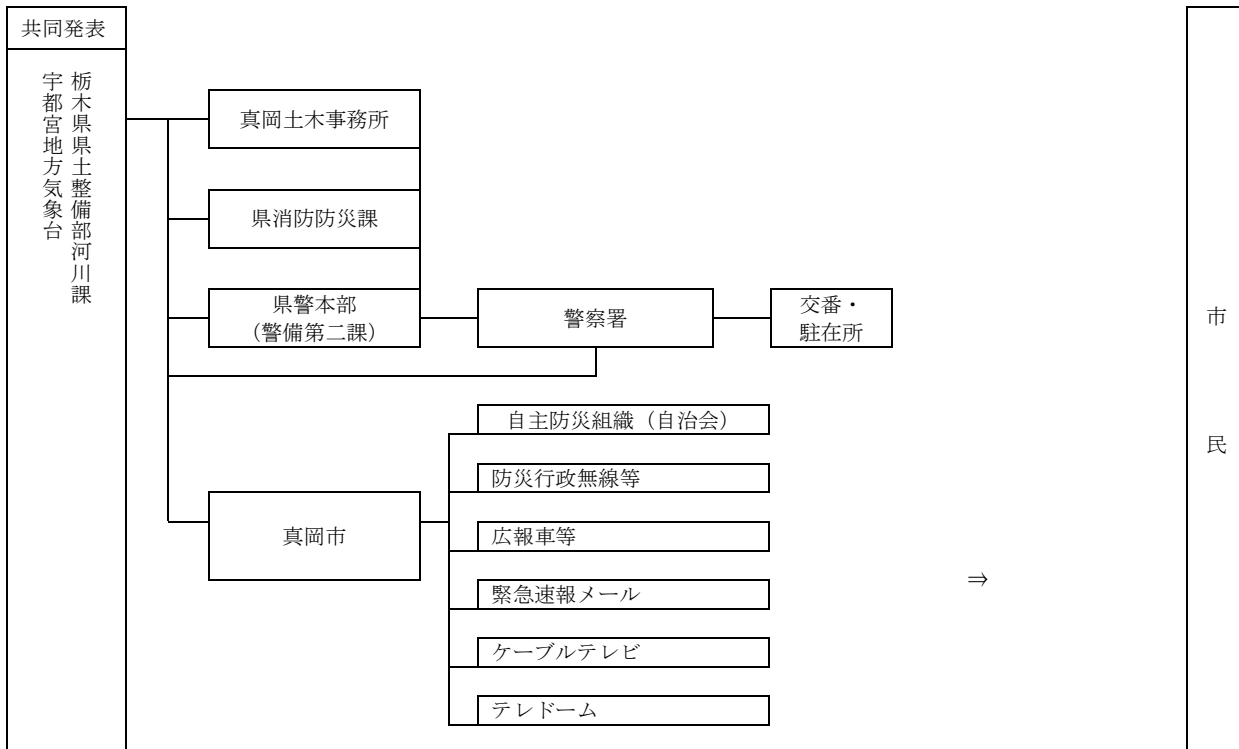 共同発表
栃木県県土整備部河川課
宇都宮地方気象台
真岡土木事務所
県消防防災課
県警本部
（警備第二課）
警察署
交番・
駐在所
自主防災組織（自治会）
防災行政無線等
真岡市
広報車等
緊急速報メール
ケーブルテレビ
テレドーム
⇒
市
民